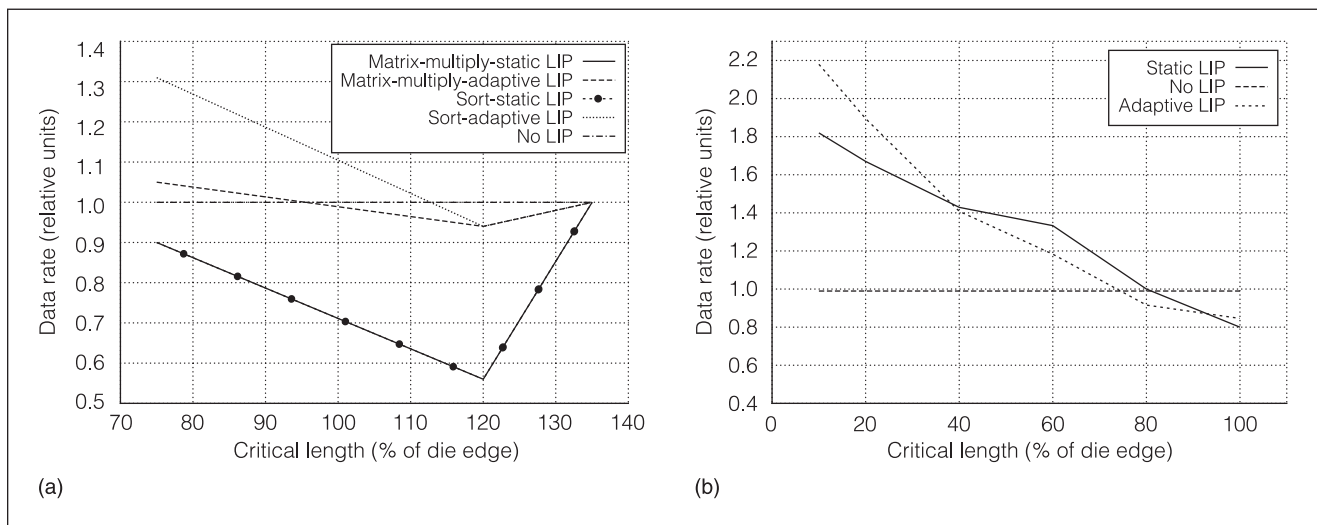 1.4
1.3
1.2
1.1
1.0
0.9
0.8
0.7
0.6
0.5
Data rate (relative units)
Matrix-multiply-static LIP
Matrix-multiply-adaptive LIP
Sort-static LIP
Sort-adaptive LIP
No LIP
70 80 90 100 110 120 130 140
Critical length (% of die edge)
(a)
2.2
2.0
1.8
1.6
1.4
1.2
1.0
0.8
0.6
0.4
Data rate (relative units)
Static LIP
No LIP
Adaptive LIP
0 20 40 60 80 100
Critical length (% of die edge)
(b)